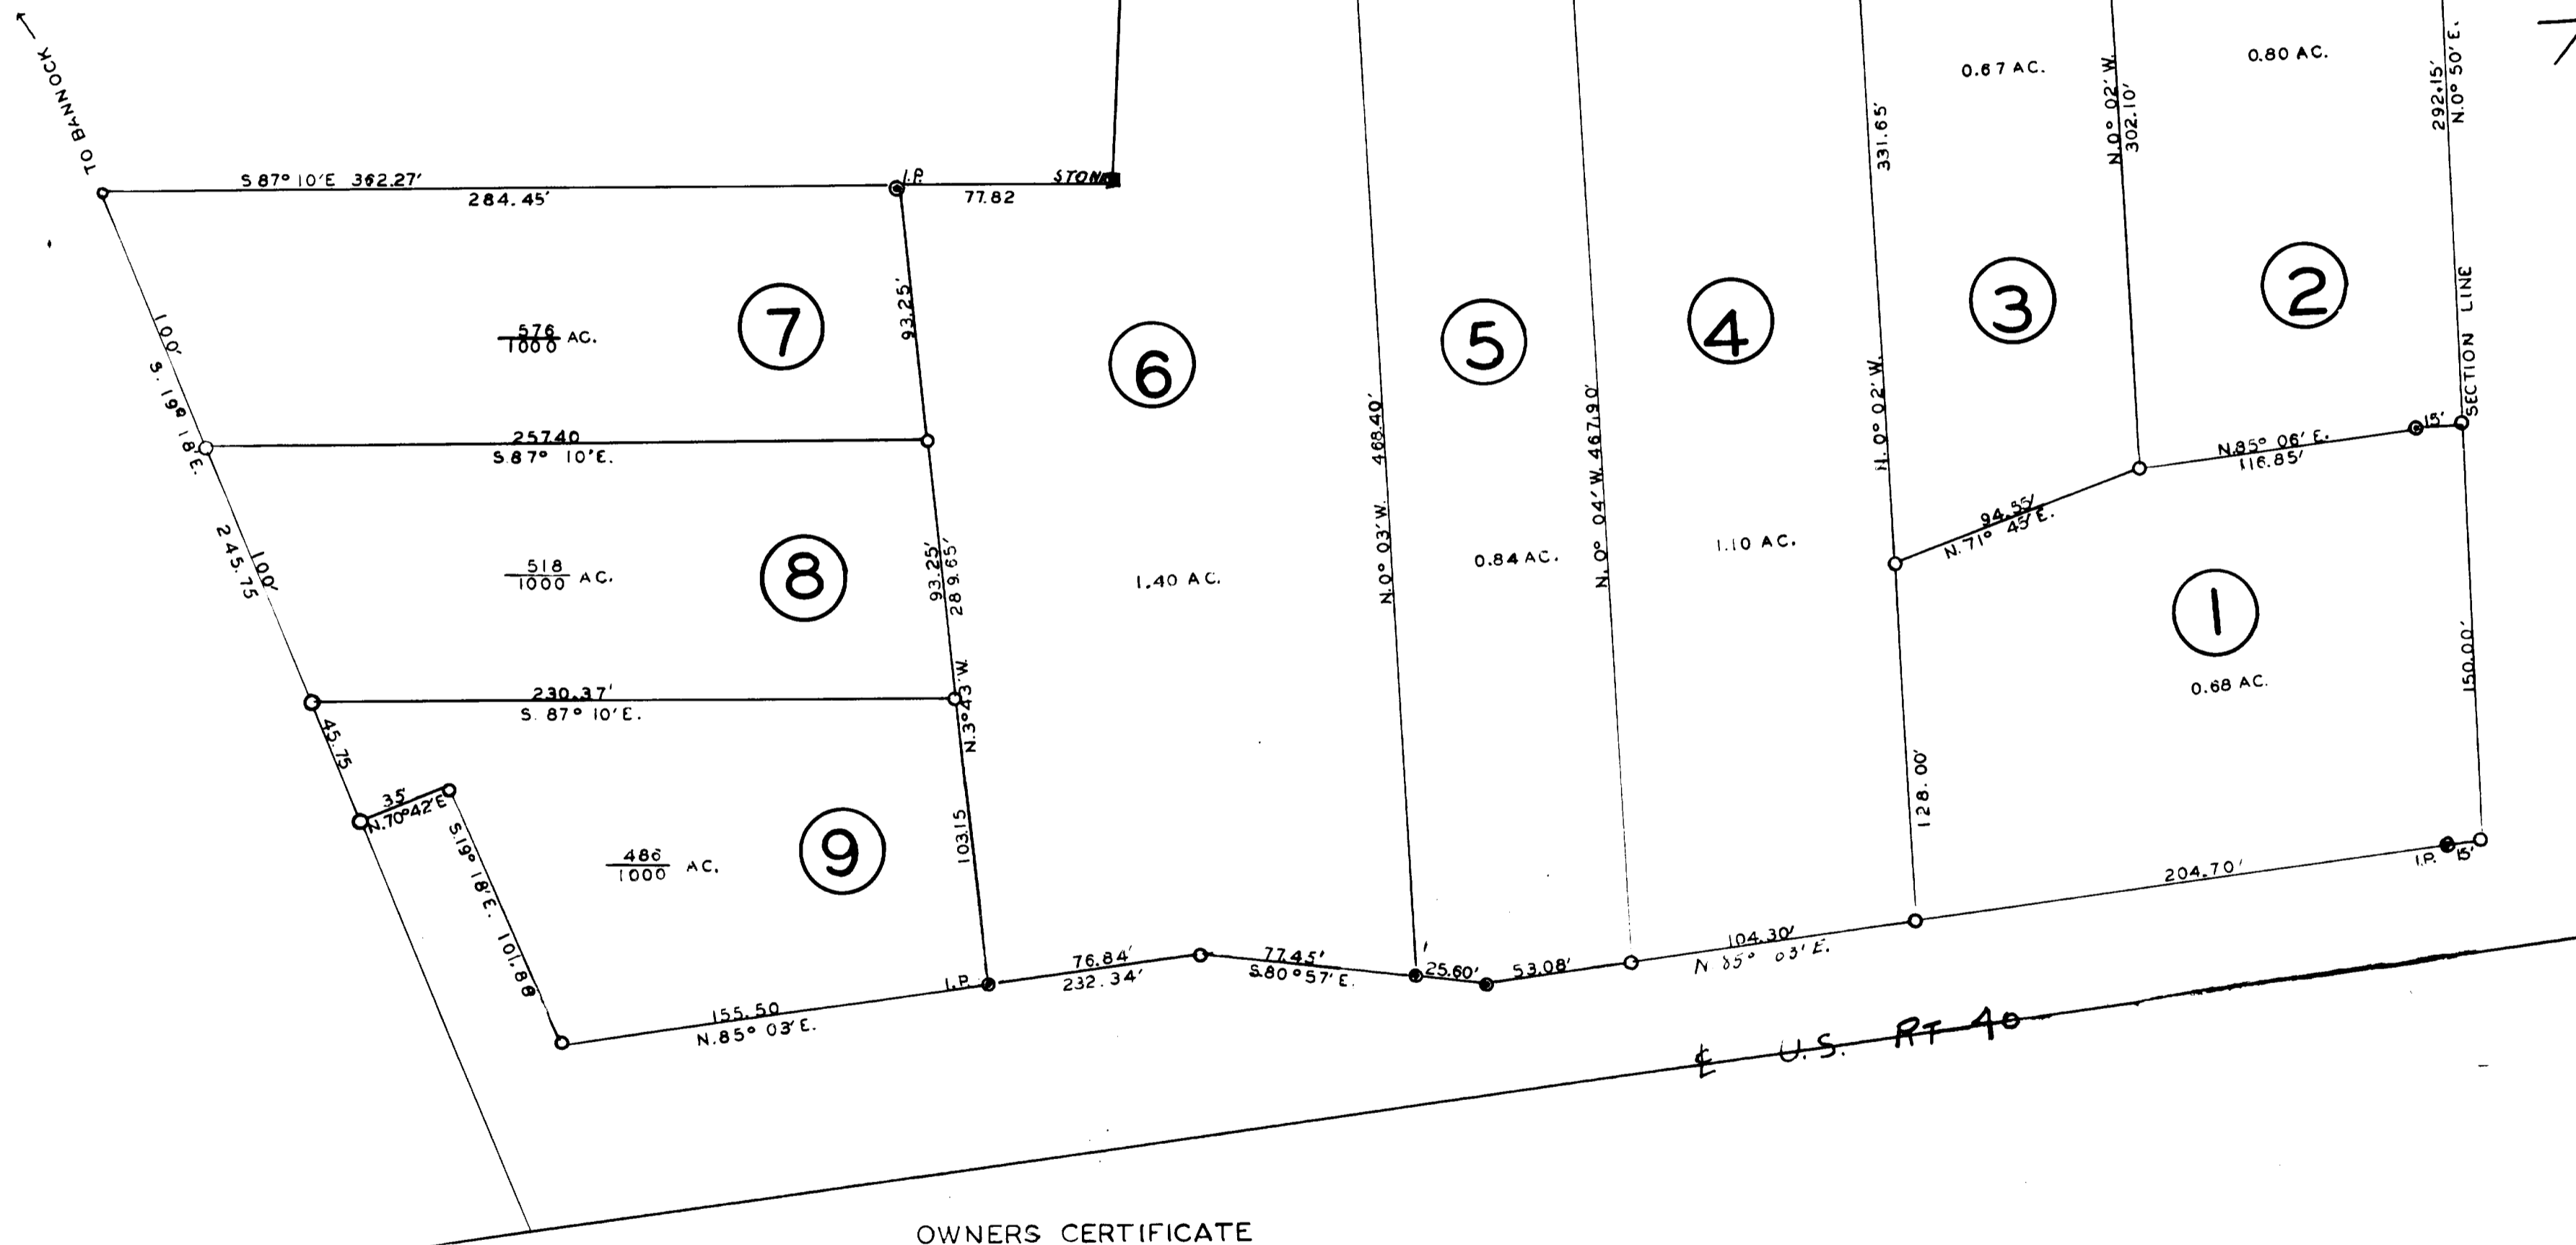 TO BANNOCK
S 87° 10'E 362.27'
284.45'
I.P.
STONE
77.82
0.67 AC.
0.80 AC.
331.65'
N.0° 02' W.
302.10'
292.15'
N.0° 50' E.
7
100'
S. 19° 18'E.
576
1000 AC.
7
93.25'
6
5
4
3
2
SECTION LINE
257.40
S.87° 10'E.
245.75
100'
518
1000 AC.
8
93.25'
289.65'
N.3°43'W.
1.40 AC.
468.40'
N.0° 03' W.
0.84 AC.
N. 0° 04' W. 467.90'
1.10 AC.
N. 0° 02' W.
N.85° 06' E.
116.85'
15'
94.35'
N. 71° 45' E.
1
0.68 AC.
150.00'
230.37'
S. 87° 10'E.
45.75
35
N.70°42'E
S.19° 18'E. 101.88
486
1000 AC.
9
103.15
128.00'
204.70'
I.P.
15'
I.P.
155.50
N.85° 03'E.
76.84'
232.34'
77.45'
S.80°57'E.
25.60'
53.08'
104.30'
N 85° 03' E.
℄ U.S. RT 40
OWNERS CERTIFICATE